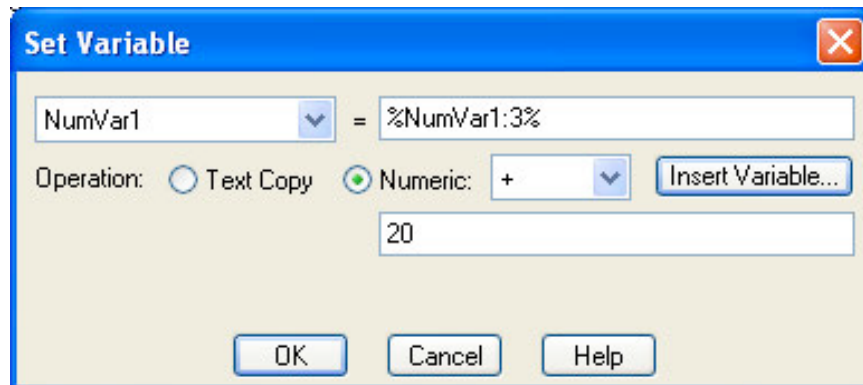 Set Variable
NumVar1 = %NumVar1:3%
Operation: Text Copy Numeric: + Insert Variable...
20
OK Cancel Help